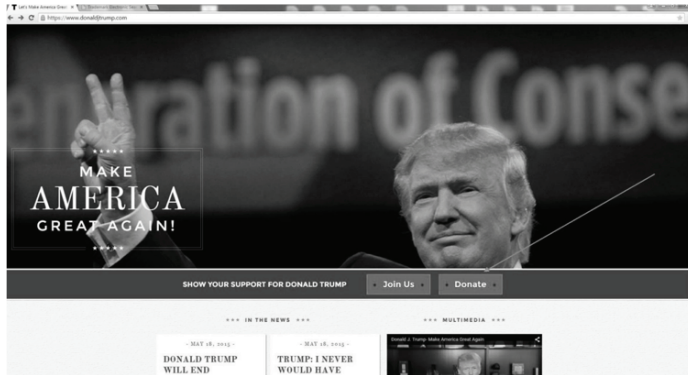 Let's Make America Great
https://www.donaldjtrump.com
eneration of Conse
MAKE
AMERICA
GREAT AGAIN!
SHOW YOUR SUPPORT FOR DONALD TRUMP
Join Us
Donate
IN THE NEWS
MULTIMEDIA
- MAY 18, 2015 -
DONALD TRUMP
WILL END
- MAY 18, 2015 -
TRUMP: I NEVER
WOULD HAVE
Donald J. Trump: Make America Great Again